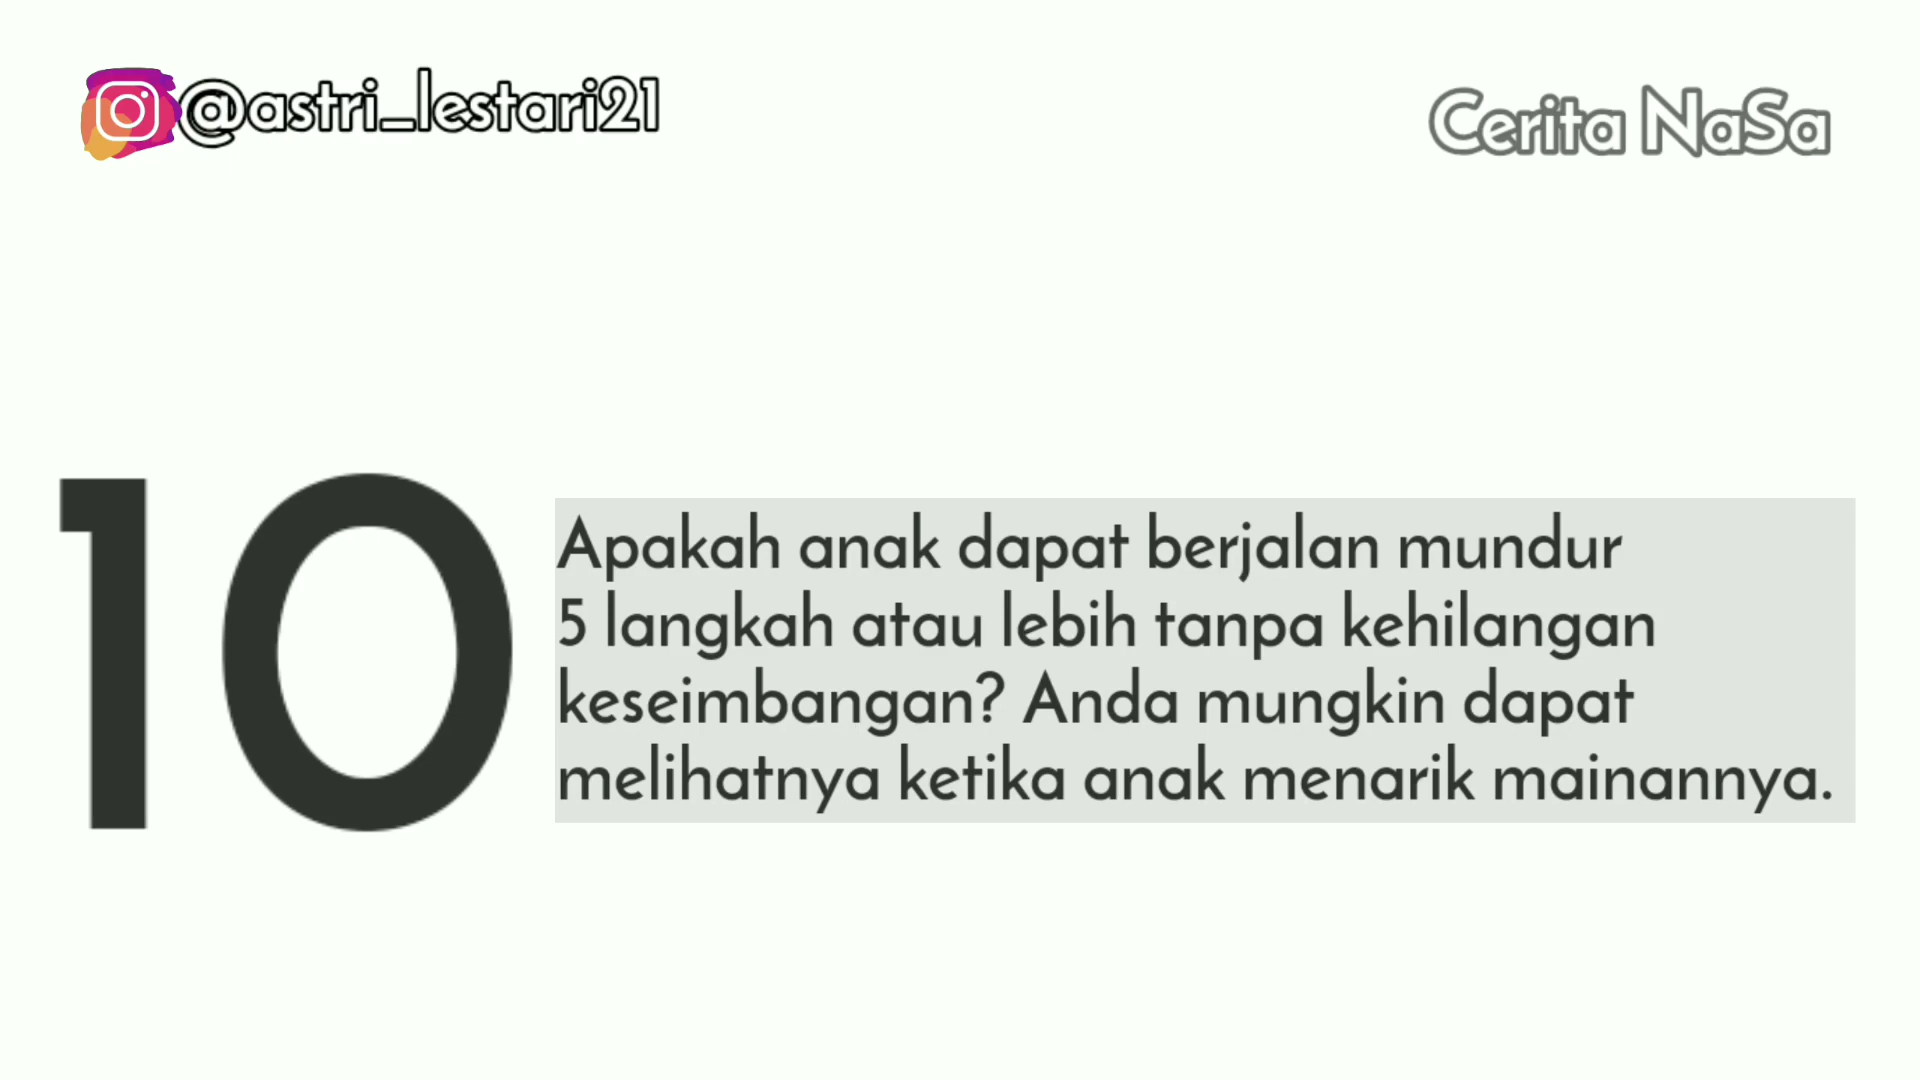 @astri_lestari21
Cerita NaSa
10
Apakah anak dapat berjalan mundur
5 langkah atau lebih tanpa kehilangan
keseimbangan? Anda mungkin dapat
melihatnya ketika anak menarik mainannya.